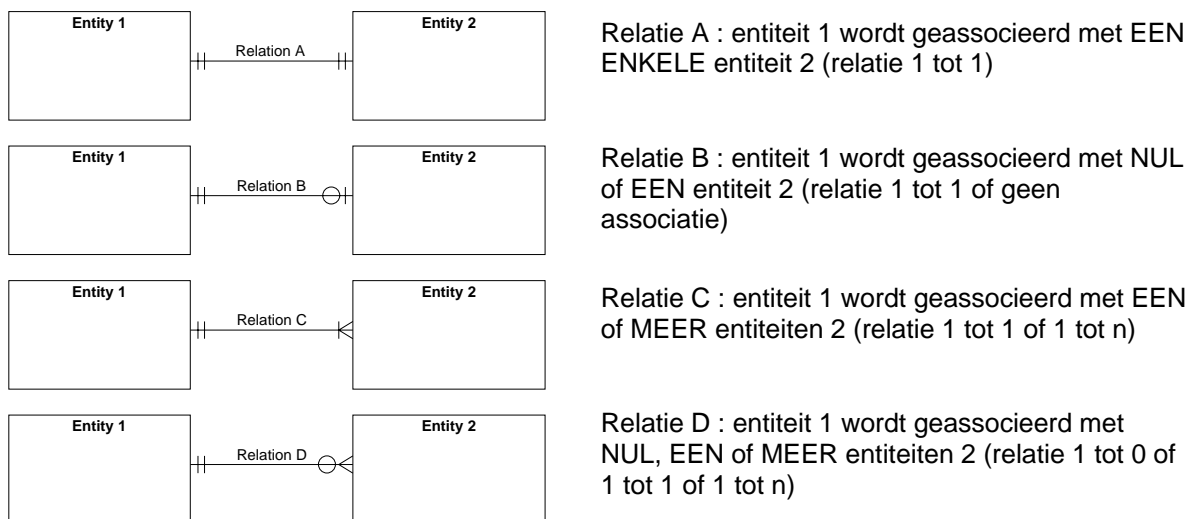 Entity 1
Entity 2
Relation A
Relatie A : entiteit 1 wordt geassocieerd met EEN
ENKELE entiteit 2 (relatie 1 tot 1)
Entity 1
Entity 2
Relation B
Relatie B : entiteit 1 wordt geassocieerd met NUL
of EEN entiteit 2 (relatie 1 tot 1 of geen
associatie)
Entity 1
Entity 2
Relation C
Relatie C : entiteit 1 wordt geassocieerd met EEN
of MEER entiteiten 2 (relatie 1 tot 1 of 1 tot n)
Entity 1
Entity 2
Relation D
Relatie D : entiteit 1 wordt geassocieerd met
NUL, EEN of MEER entiteiten 2 (relatie 1 tot 0 of
1 tot 1 of 1 tot n)